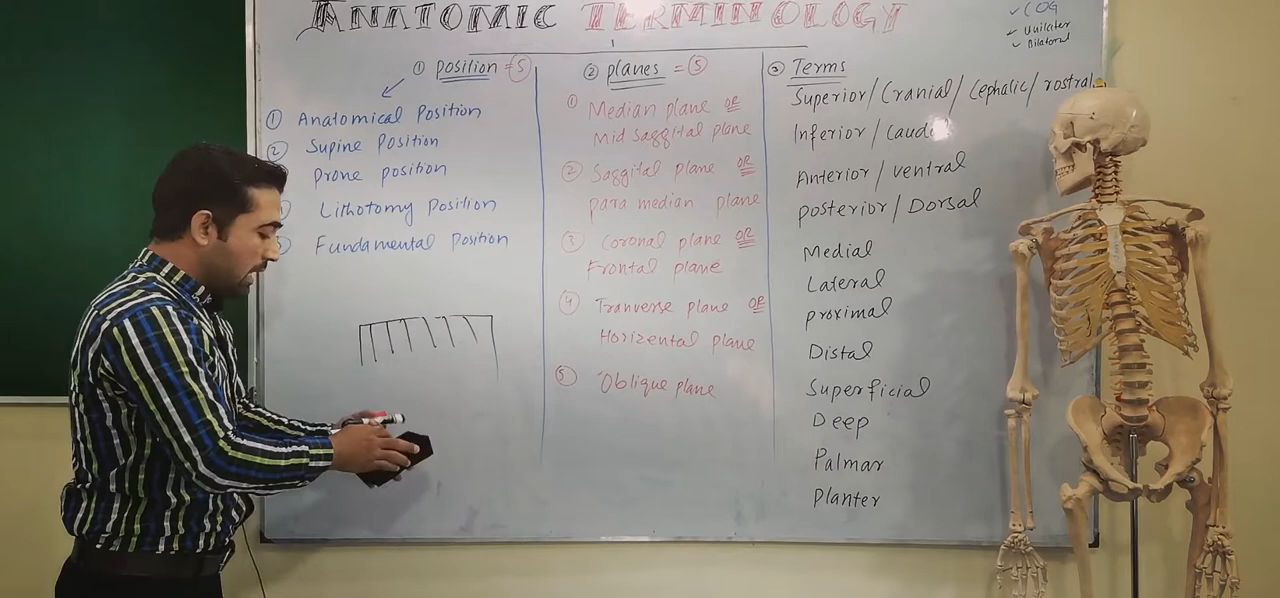 ANATOMIC TERMINOLOGY
✓ COG
✓ Unilater
✓ Bilateral
① position = 5
① Anatomical Position
② Supine Position
Prone position
Lithotomy Position
Fundamental Position
② planes = 5
① Median plane OR
Mid saggital plane
② Saggital plane OR
para median plane
③ Coronal plane OR
Frontal plane
④ Tranverse plane OR
Horizental plane
⑤ Oblique plane
③ Terms
Superior / Cranial / Cephalic / rostral
Inferior / Caudal
Anterior / ventral
posterior / Dorsal
Medial
Lateral
proximal
Distal
Superficial
Deep
Palmar
Planter